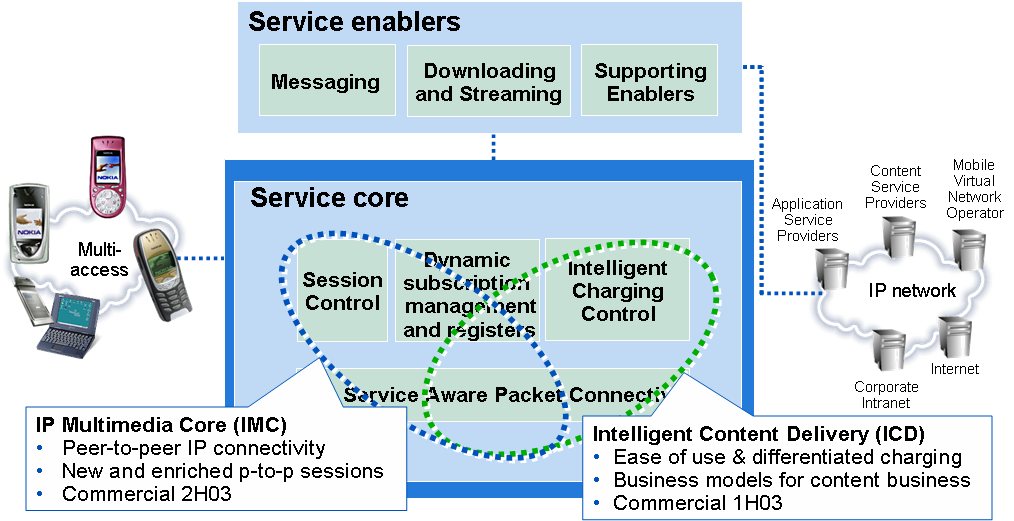 Service enablers
Messaging
Downloading
and Streaming
Supporting
Enablers
Service core
Session
Control
Dynamic
subscription
management
and registers
Intelligent
Charging
Control
Service Aware Packet
NOKIA
NOKIA
Multi-
access
Application
Service
Providers
Content
Service
Providers
Mobile
Virtual
Network
Operator
IP network
Corporate
Intranet
Internet
IP Multimedia Core (IMC)
• Peer-to-peer IP connectivity
• New and enriched p-to-p sessions
• Commercial 2H03
Intelligent Content Delivery (ICD)
• Ease of use & differentiated charging
• Business models for content business
• Commercial 1H03